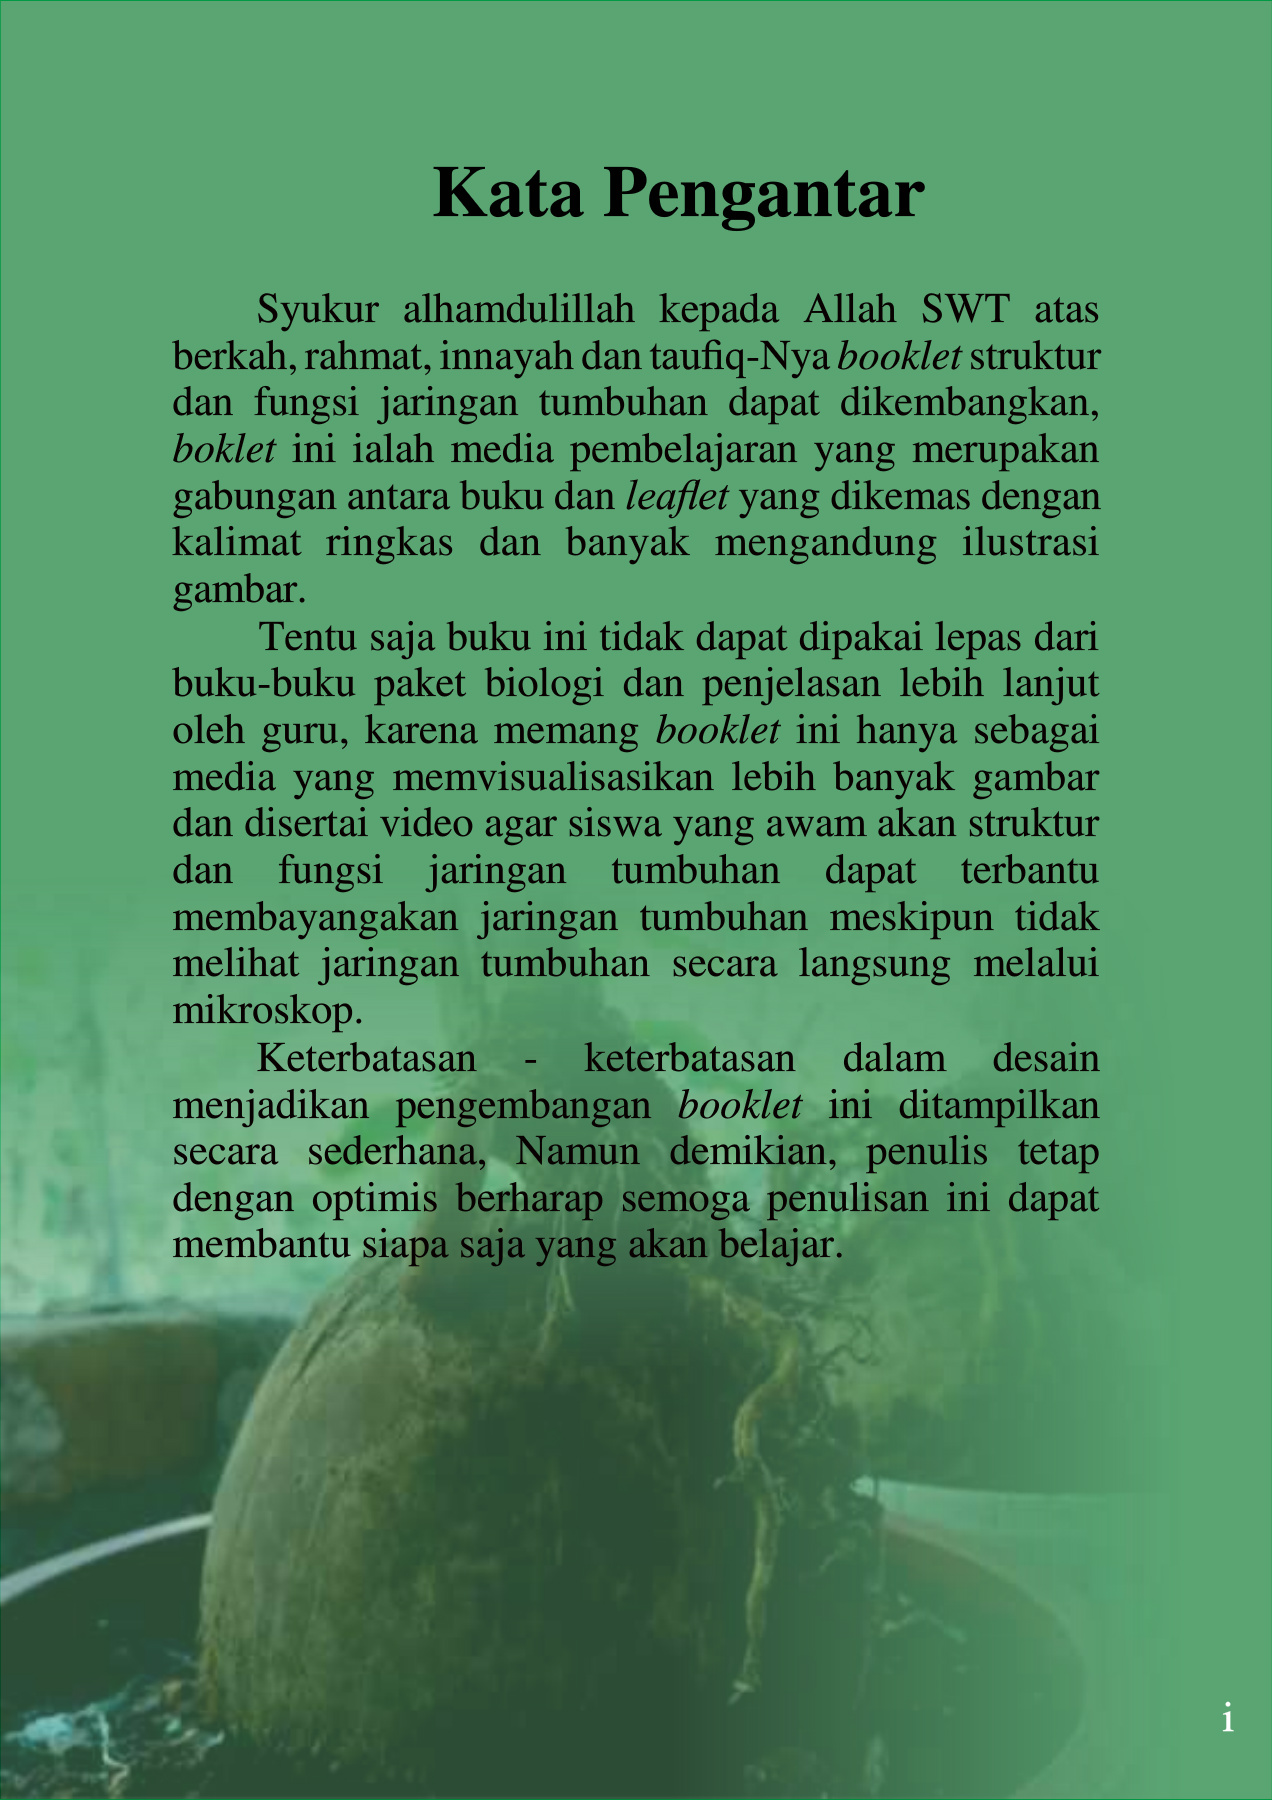 Kata Pengantar
Syukur alhamdulillah kepada Allah SWT atas
berkah, rahmat, innayah dan taufiq-Nya booklet struktur
dan fungsi jaringan tumbuhan dapat dikembangkan,
boklet ini ialah media pembelajaran yang merupakan
gabungan antara buku dan leaflet yang dikemas dengan
kalimat ringkas dan banyak mengandung ilustrasi
gambar.
Tentu saja buku ini tidak dapat dipakai lepas dari
buku-buku paket biologi dan penjelasan lebih lanjut
oleh guru, karena memang booklet ini hanya sebagai
media yang memvisualisasikan lebih banyak gambar
dan disertai video agar siswa yang awam akan struktur
dan fungsi jaringan tumbuhan dapat terbantu
membayangakan jaringan tumbuhan meskipun tidak
melihat jaringan tumbuhan secara langsung melalui
mikroskop.
Keterbatasan - keterbatasan dalam desain
menjadikan pengembangan booklet ini ditampilkan
secara sederhana, Namun demikian, penulis tetap
dengan optimis berharap semoga penulisan ini dapat
membantu siapa saja yang akan belajar.
i